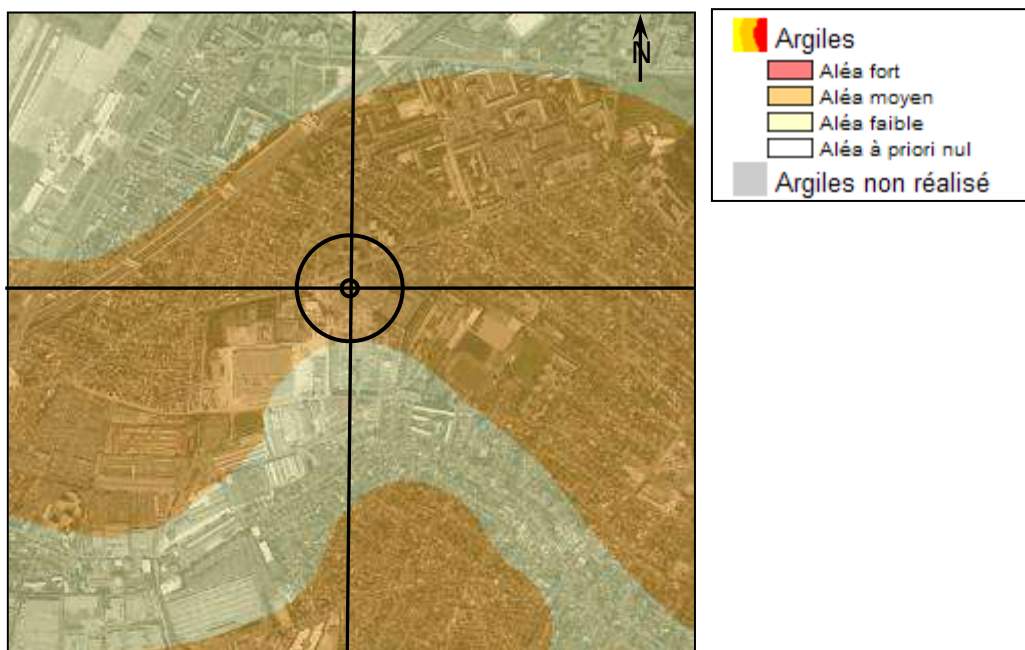 N
Argiles
Aléa fort
Aléa moyen
Aléa faible
Aléa à priori nul
Argiles non réalisé